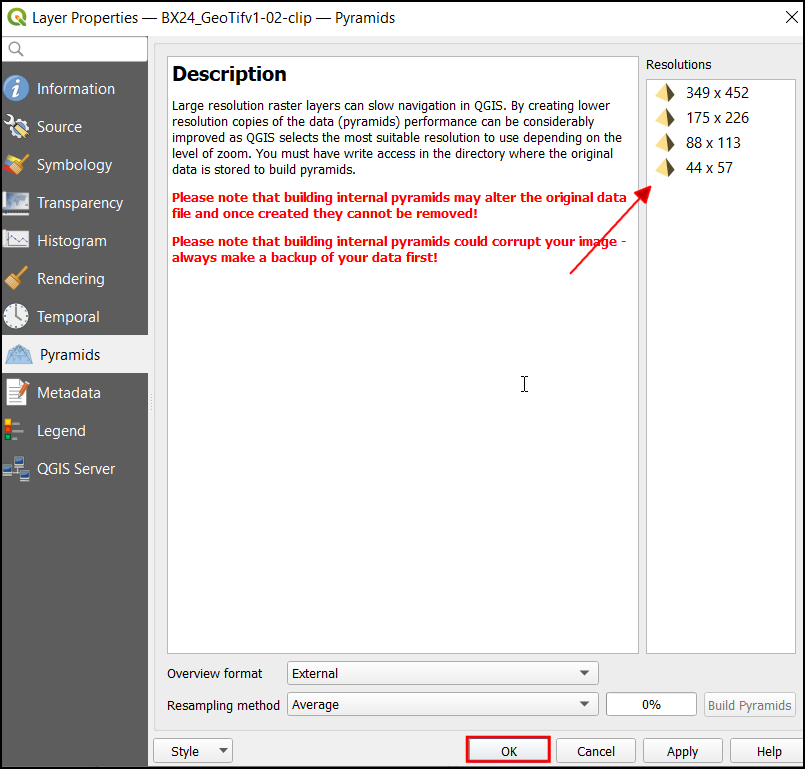 Layer Properties — BX24_GeoTifv1-02-clip — Pyramids
Information
Source
Symbology
Transparency
Histogram
Rendering
Temporal
Pyramids
Metadata
Legend
QGIS Server
Description
Large resolution raster layers can slow navigation in QGIS. By creating lower
resolution copies of the data (pyramids) performance can be considerably
improved as QGIS selects the most suitable resolution to use depending on the
level of zoom. You must have write access in the directory where the original
data is stored to build pyramids.
Please note that building internal pyramids may alter the original data
file and once created they cannot be removed!
Please note that building internal pyramids could corrupt your image -
always make a backup of your data first!
Resolutions
349 x 452
175 x 226
88 x 113
44 x 57
Overview format External
Resampling method Average 0% Build Pyramids
Style OK Cancel Apply Help